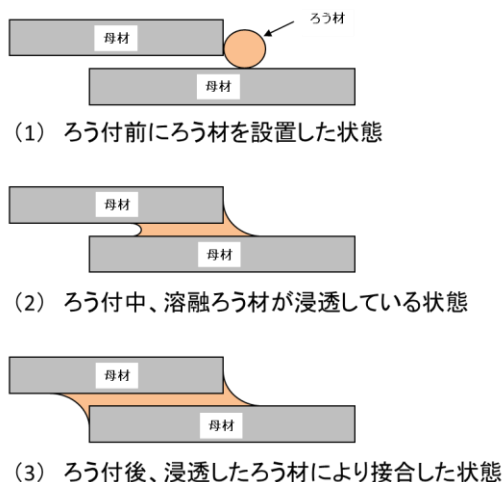 ろう材
母材
母材
（1） ろう付前にろう材を設置した状態
母材
母材
（2） ろう付中、溶融ろう材が浸透している状態
母材
母材
（3） ろう付後、浸透したろう材により接合した状態